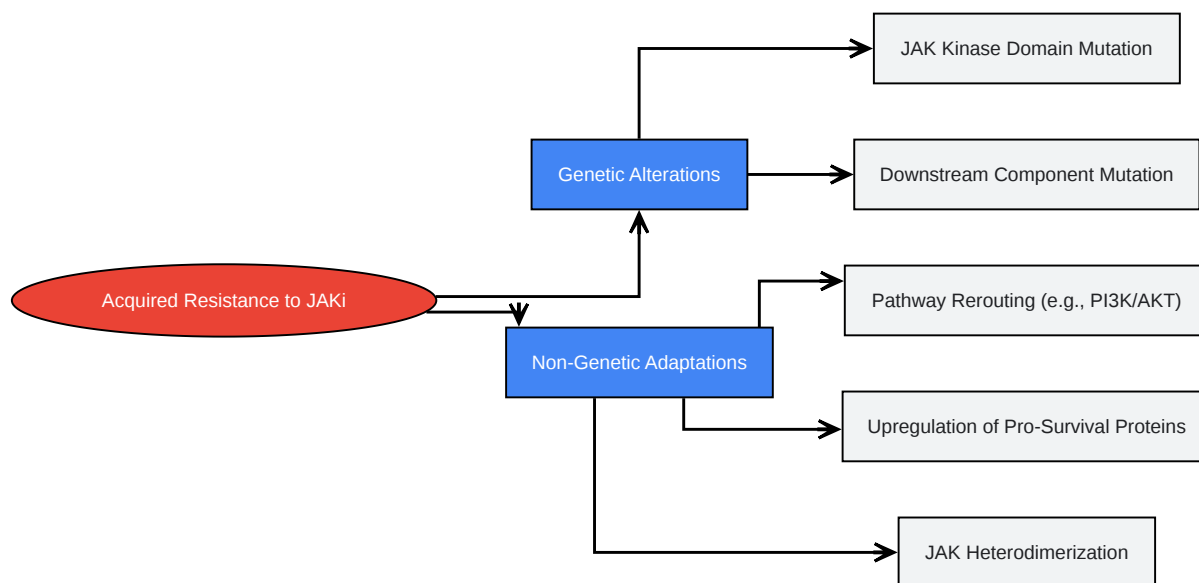 JAK Kinase Domain Mutation
Genetic Alterations
Downstream Component Mutation
Acquired Resistance to JAKi
Pathway Rerouting (e.g., PI3K/AKT)
Non-Genetic Adaptations
Upregulation of Pro-Survival Proteins
JAK Heterodimerization